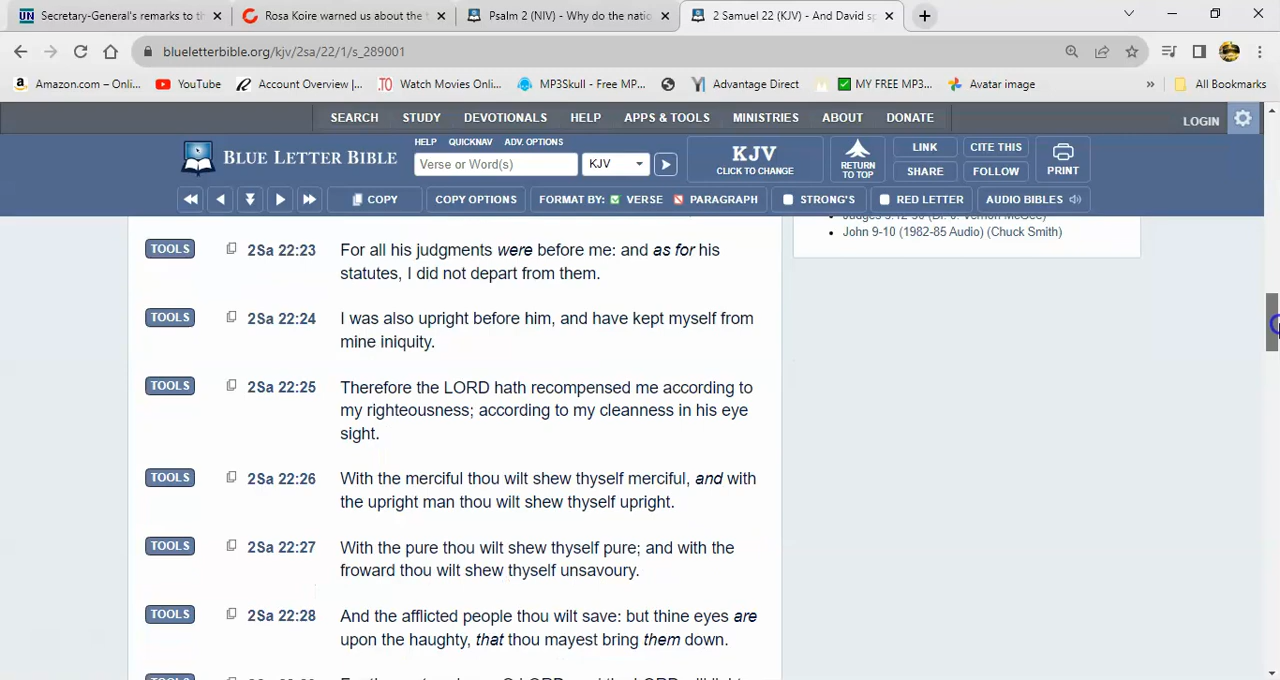 Secretary-General's remarks to th
Rosa Koire warned us about the
Psalm 2 (NIV) - Why do the natio
2 Samuel 22 (KJV) - And David sp
blueletterbible.org/kjv/2sa/22/1/s_289001
Amazon.com – Onli...
YouTube
Account Overview |...
Watch Movies Onlin...
MP3Skull - Free MP...
Advantage Direct
MY FREE MP3...
Avatar image
»
All Bookmarks
SEARCH STUDY DEVOTIONALS HELP APPS & TOOLS MINISTRIES ABOUT DONATE LOGIN
BLUE LETTER BIBLE
HELP QUICKNAV ADV. OPTIONS
Verse or Word(s) KJV
KJV
CLICK TO CHANGE
RETURN
TO TOP
LINK CITE THIS
SHARE FOLLOW
PRINT
COPY COPY OPTIONS FORMAT BY: VERSE PARAGRAPH STRONG'S RED LETTER AUDIO BIBLES
John 9-10 (1982-85 Audio) (Chuck Smith)
TOOLS 2Sa 22:23 For all his judgments were before me: and as for his
statutes, I did not depart from them.
TOOLS 2Sa 22:24 I was also upright before him, and have kept myself from
mine iniquity.
TOOLS 2Sa 22:25 Therefore the LORD hath recompensed me according to
my righteousness; according to my cleanness in his eye
sight.
TOOLS 2Sa 22:26 With the merciful thou wilt shew thyself merciful, and with
the upright man thou wilt shew thyself upright.
TOOLS 2Sa 22:27 With the pure thou wilt shew thyself pure; and with the
froward thou wilt shew thyself unsavoury.
TOOLS 2Sa 22:28 And the afflicted people thou wilt save: but thine eyes are
upon the haughty, that thou mayest bring them down.